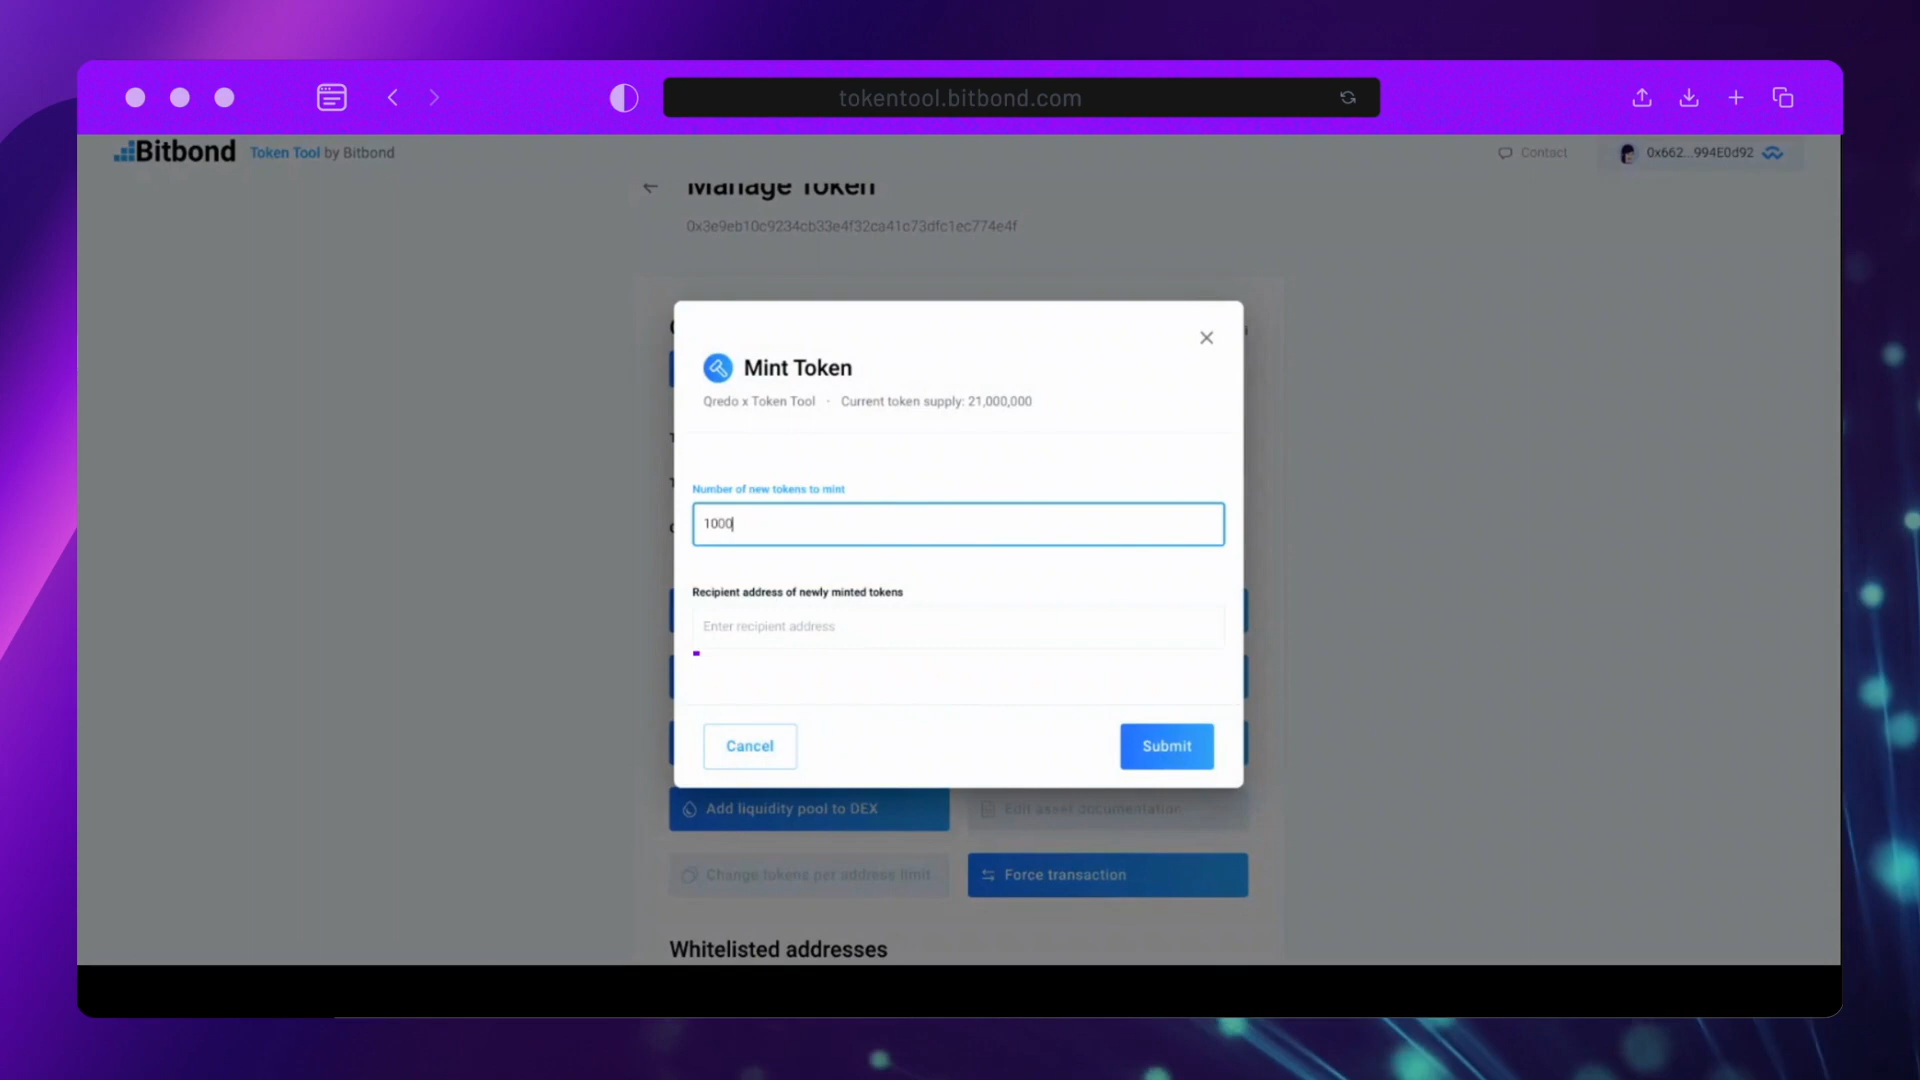 tokentool.bitbond.com
Bitbond Token Tool by Bitbond
Contact
0x662...994E0d92
Manage Token
0x3e9eb10c9234cb33e4f32ca41c73dfc1ec774e4f
Mint Token
Qredo x Token Tool · Current token supply: 21,000,000
Number of new tokens to mint
1000
Recipient address of newly minted tokens
Enter recipient address
Cancel
Submit
Add liquidity pool to DEX
Edit asset documentation
Change tokens per address limit
Force transaction
Whitelisted addresses